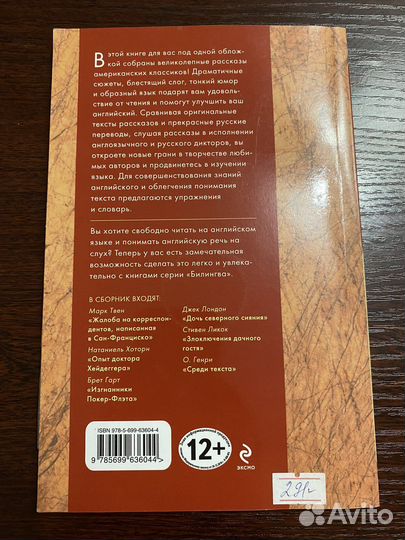 В этой книге для вас под одной облож-
кой собраны великолепные рассказы
американских классиков! Драматичные
сюжеты, блестящий слог, тонкий юмор
и образный язык подарят вам удоволь-
ствие от чтения и помогут улучшить ваш
английский. Сравнивая оригинальные
тексты рассказов и прекрасные русские
переводы, слушая рассказы в исполнении
англоязычного и русского дикторов, вы
откроете новые грани в творчестве люби-
мых авторов и продвинетесь в изучении
языка. Для совершенствования знаний
английского и облегчения понимания
текста предлагаются упражнения
и словарь.
Вы хотите свободно читать на английском
языке и понимать английскую речь на
слух? Теперь у вас есть замечательная
возможность сделать это легко и увлека-
тельно с книгами серии «Билингва».
В СБОРНИК ВХОДЯТ:
Марк Твен
«Жалоба на корреспон-
дентов, написанная
в Сан-Франциско»
Натаниель Хоторн
«Опыт доктора
Хейдеггера»
Брет Гарт
«Изгнанники
Покер-Флэта»
Джек Лондон
«Дочь северного сияния»
Стивен Ликок
«Злоключения дачного
гостя»
О. Генри
«Среди текста»
ISBN 978-5-699-63604-4
9 785699 636044 >
12+
ЭКСМО
291-
Avito